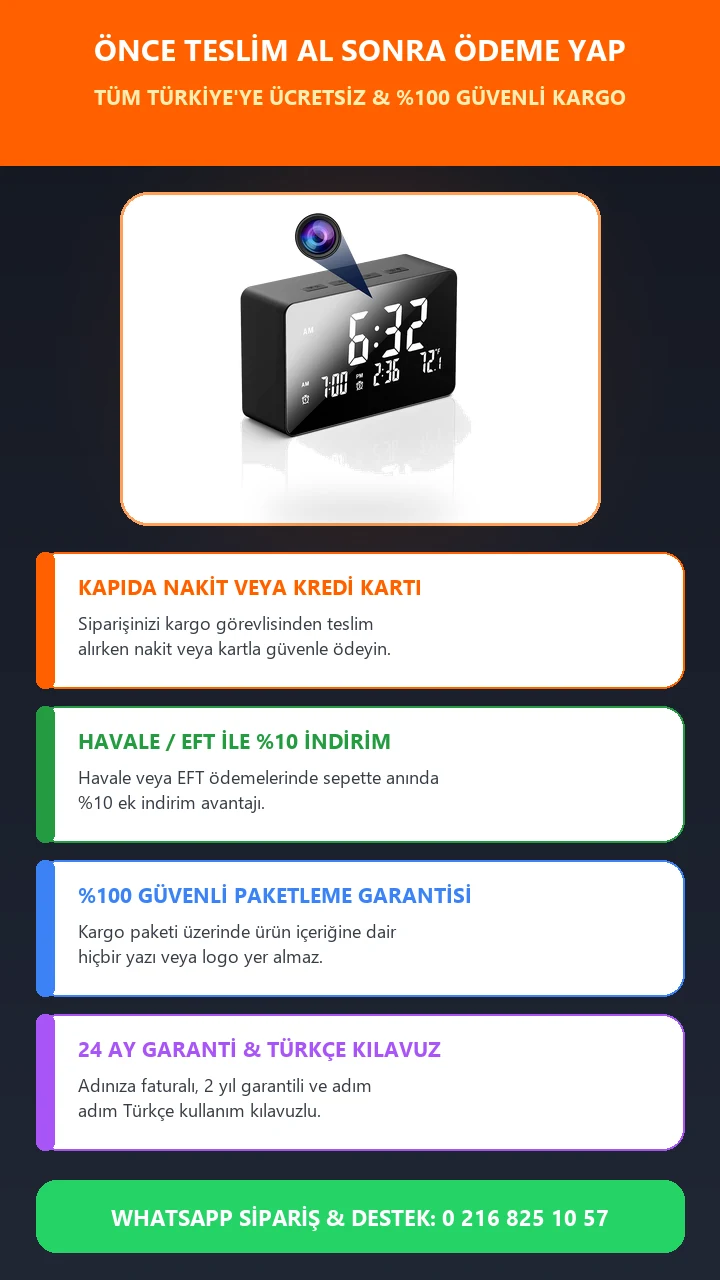 ÖNCE TESLİM AL SONRA ÖDEME YAP
TÜM TÜRKİYE'YE ÜCRETSİZ & %100 GÜVENLİ KARGO
AM
6:32
AM
7:00
PM
2:36
72°F
KAPIDA NAKİT VEYA KREDİ KARTI
Siparişinizi kargo görevlisinden teslim
alırken nakit veya kartla güvenle ödeyin.
HAVALE / EFT İLE %10 İNDİRİM
Havale veya EFT ödemelerinde sepette anında
%10 ek indirim avantajı.
%100 GÜVENLİ PAKETLEME GARANTİSİ
Kargo paketi üzerinde ürün içeriğine dair
hiçbir yazı veya logo yer almaz.
24 AY GARANTİ & TÜRKÇE KILAVUZ
Adınıza faturalı, 2 yıl garantili ve adım
adım Türkçe kullanım kılavuzlu.
WHATSAPP SİPARİŞ & DESTEK: 0 216 825 10 57